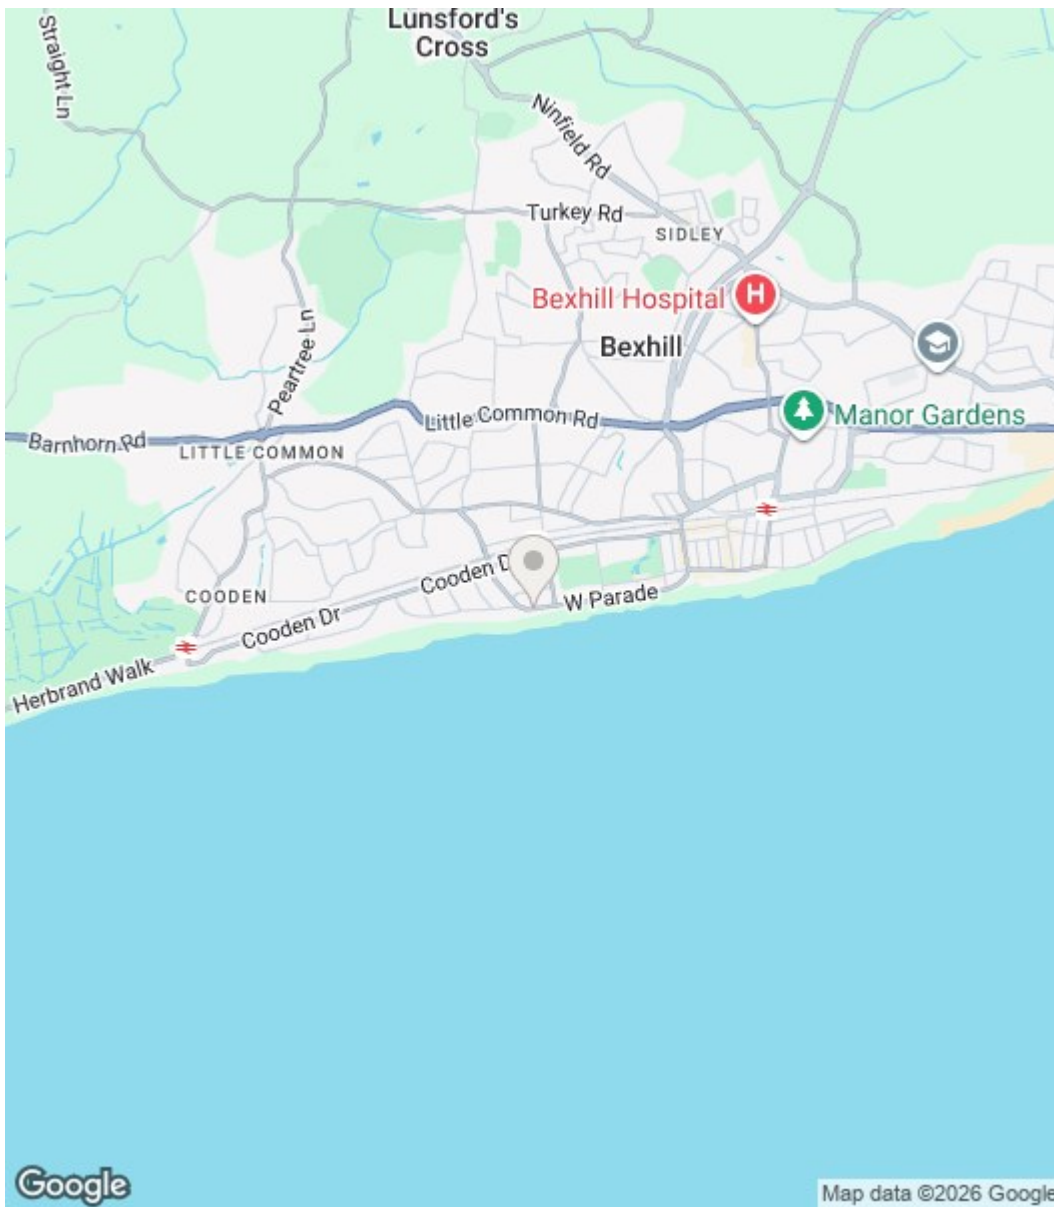 Straight Ln
Lunsford's
Cross
Ninfield Rd
Turkey Rd
SIDLEY
Bexhill Hospital
H
Peartree Ln
Bexhill
Little Common Rd
Manor Gardens
Barnhorn Rd
LITTLE COMMON
Cooden D
COODEN
W Parade
Cooden Dr
Herbrand Walk
Google
Map data ©2026 Google